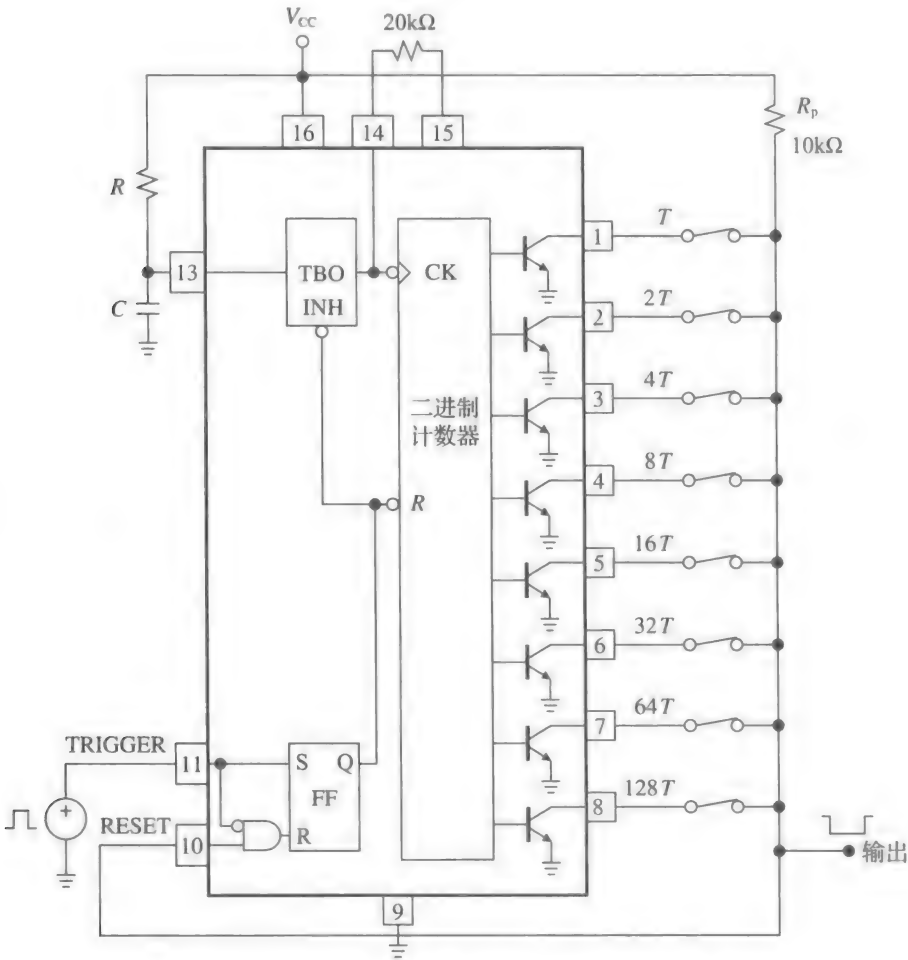 V_CC
20kΩ
R_p
10kΩ
16
14
15
R
13
C
TBO
INH
CK
二进制
计数器
R
1
T
2
2T
3
4T
4
8T
5
16T
6
32T
7
64T
8
128T
TRIGGER
11
S
Q
FF
R
RESET
10
+
9
输出